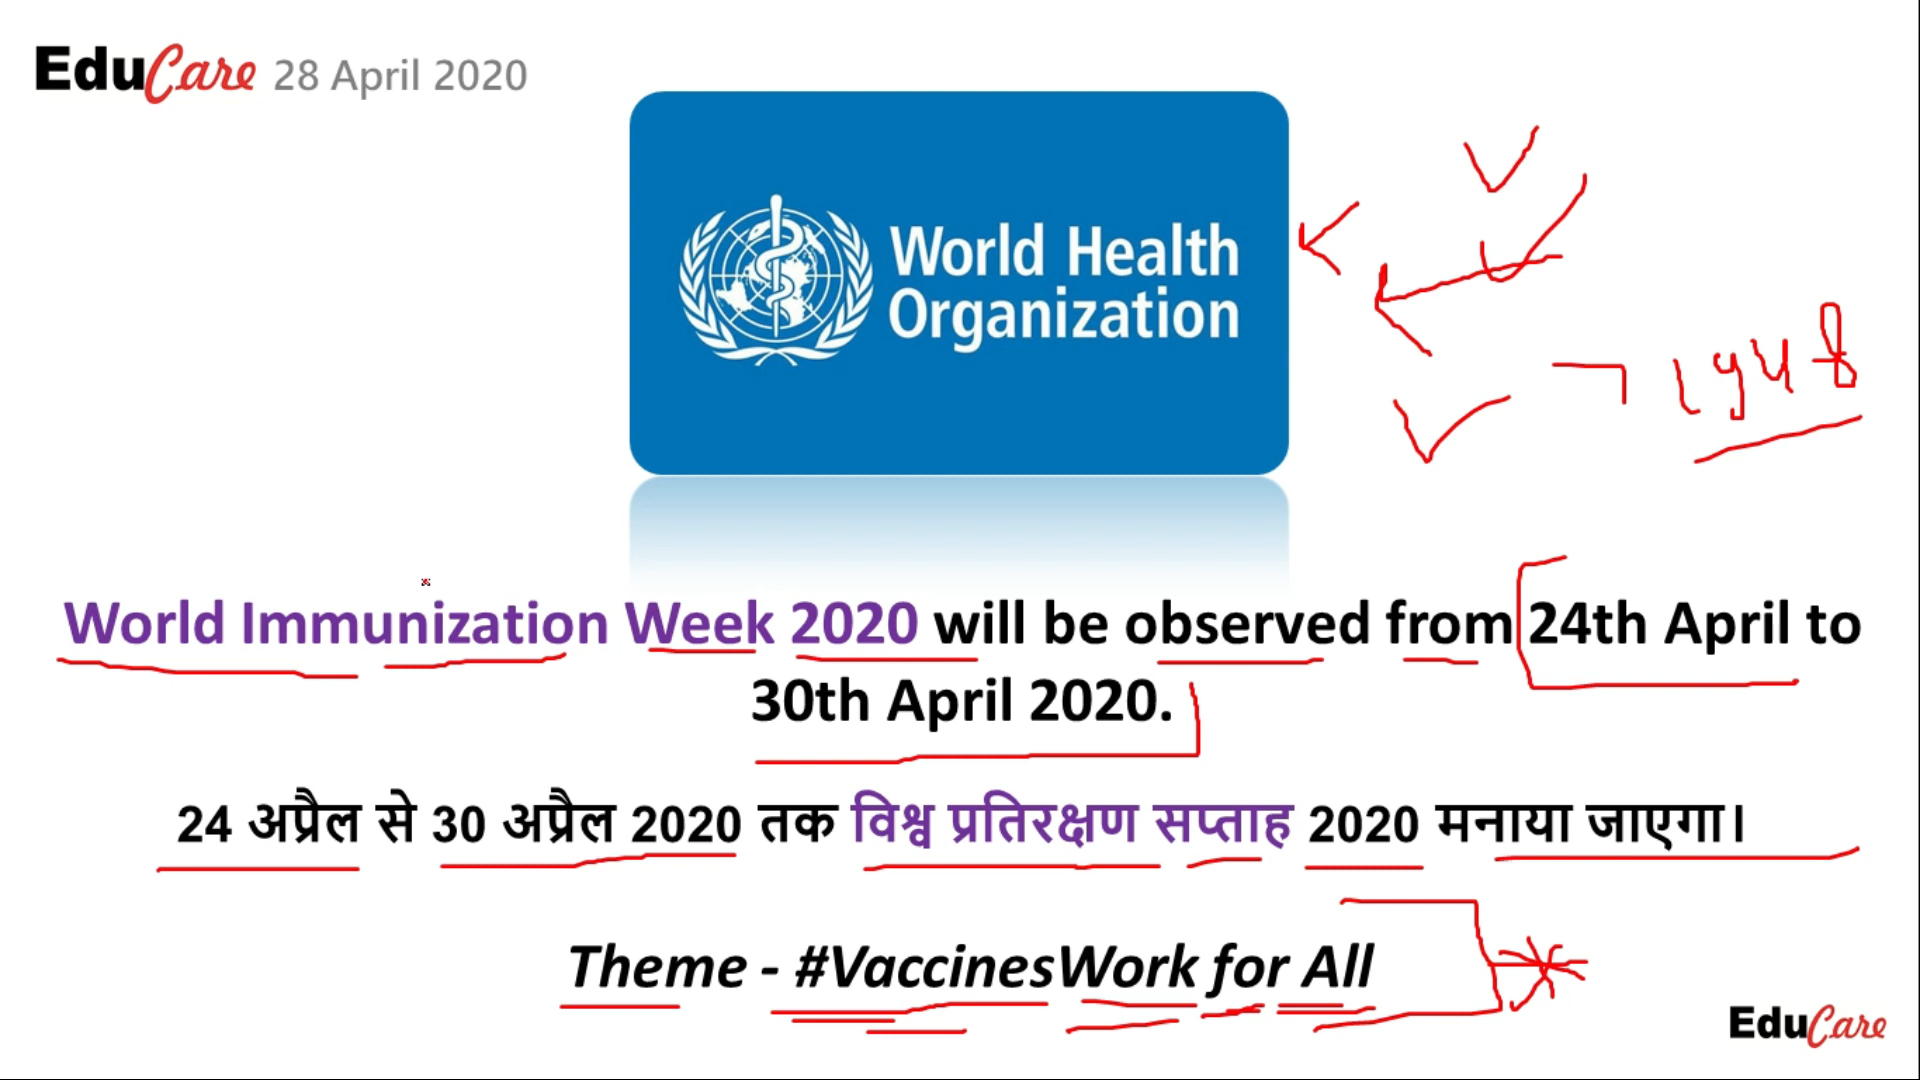 EduCare 28 April 2020
World Health
Organization
1948
World Immunization Week 2020 will be observed from 24th April to
30th April 2020.
24 अप्रैल से 30 अप्रैल 2020 तक विश्व प्रतिरक्षण सप्ताह 2020 मनाया जाएगा।
Theme - #VaccinesWork for All
EduCare